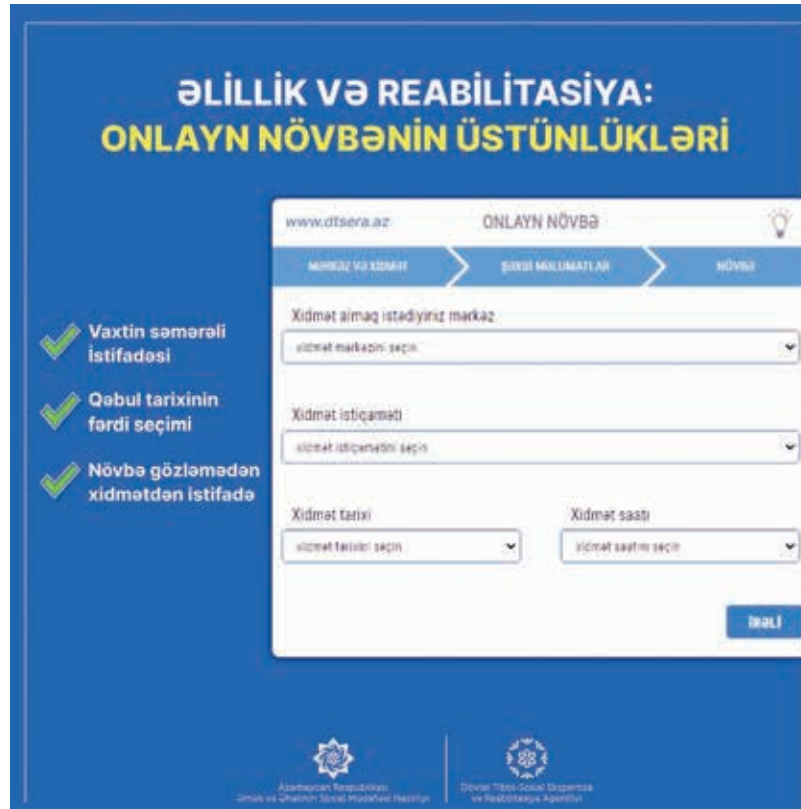 ƏLİLLİK VƏ REABİLİTASİYA:
ONLAYN NÖVBƏNİN ÜSTÜNLÜKLƏRİ
www.dtsera.az
ONLAYN NÖVBƏ
MƏRKƏZ VƏ XİDMƏT
ŞƏXSİ MƏLUMATLAR
NÖVBƏ
Vaxtin səmərəli
İstifadəsi
Qəbul tarixinin
fərdi seçimi
Növbə gözləmədən
xidmətdən istifadə
Xidmət almaq istədiyiniz mərkəz
xidmət mərkəzini seçin
Xidmət istiqaməti
xidmət istiqamətini seçin
Xidmət tarixi
xidmət tarixini seçin
Xidmət saatı
xidmət saatını seçin
İRƏLİ
Azərbaycan Respublikası
Əmək və Əhalinin Sosial Müdafiəsi Nazirliyi
Dövlət Tibbi-Sosial Ekspertiza
və Reabilitasiya Agentliyi